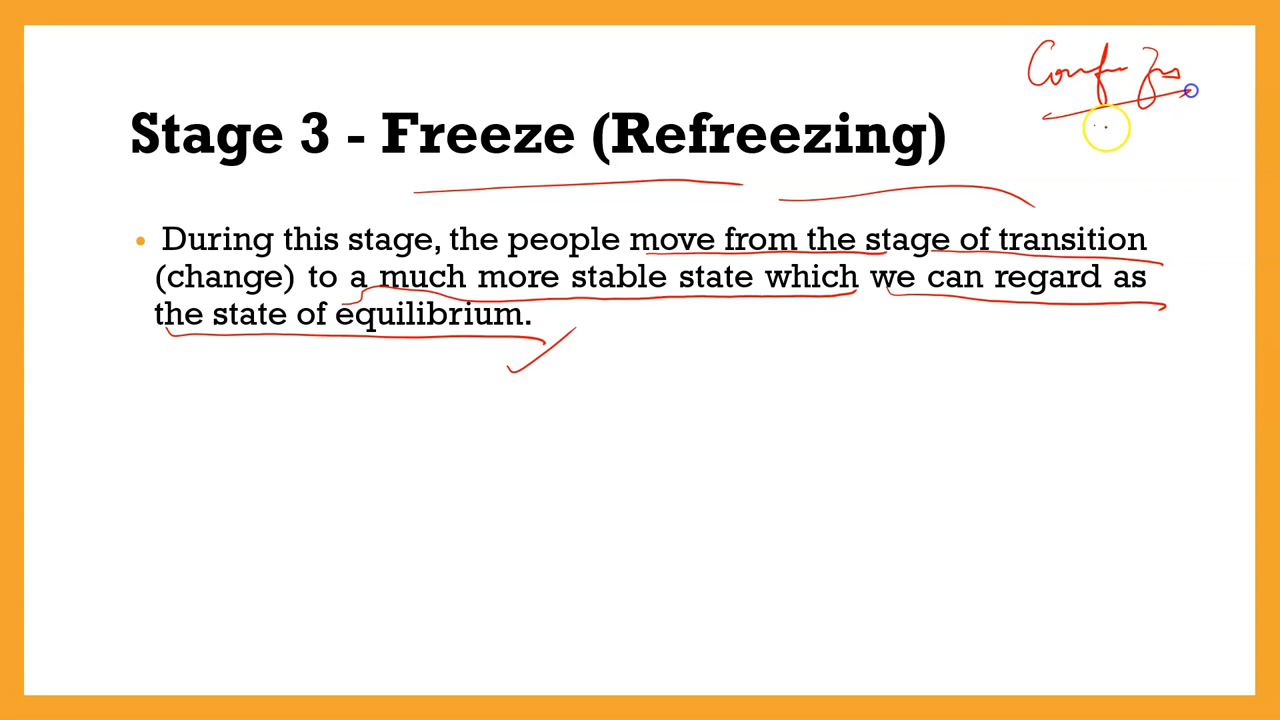 Stage 3 - Freeze (Refreezing)
• During this stage, the people move from the stage of transition
(change) to a much more stable state which we can regard as
the state of equilibrium.